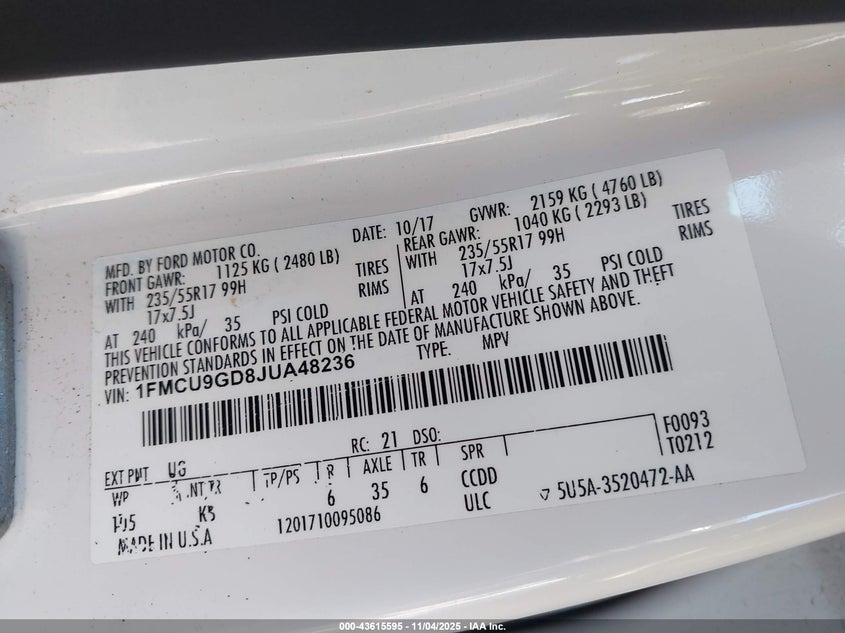 MFD. BY FORD MOTOR CO. DATE: 10/17 GVWR: 2159 KG ( 4760 LB)
FRONT GAWR: 1125 KG ( 2480 LB) REAR GAWR: 1040 KG ( 2293 LB)
WITH 235/55R17 99H TIRES WITH 235/55R17 99H TIRES
17x7.5J RIMS 17x7.5J RIMS
AT 240 kPa/ 35 PSI COLD AT 240 kPa/ 35 PSI COLD
THIS VEHICLE CONFORMS TO ALL APPLICABLE FEDERAL MOTOR VEHICLE SAFETY AND THEFT
PREVENTION STANDARDS IN EFFECT ON THE DATE OF MANUFACTURE SHOWN ABOVE.
VIN: 1FMCU9GD8JUA48236 TYPE: MPV
F0093
T0212
EXT PNT UG RC: 21 DSO:
WP TP/PS R AXLE TR SPR
6 35 6 CCDD
K5 ULC 5U5A-3520472-AA
MADE IN U.S.A 1201710095086
000-43615595 - 11/04/2025 - IAA Inc.